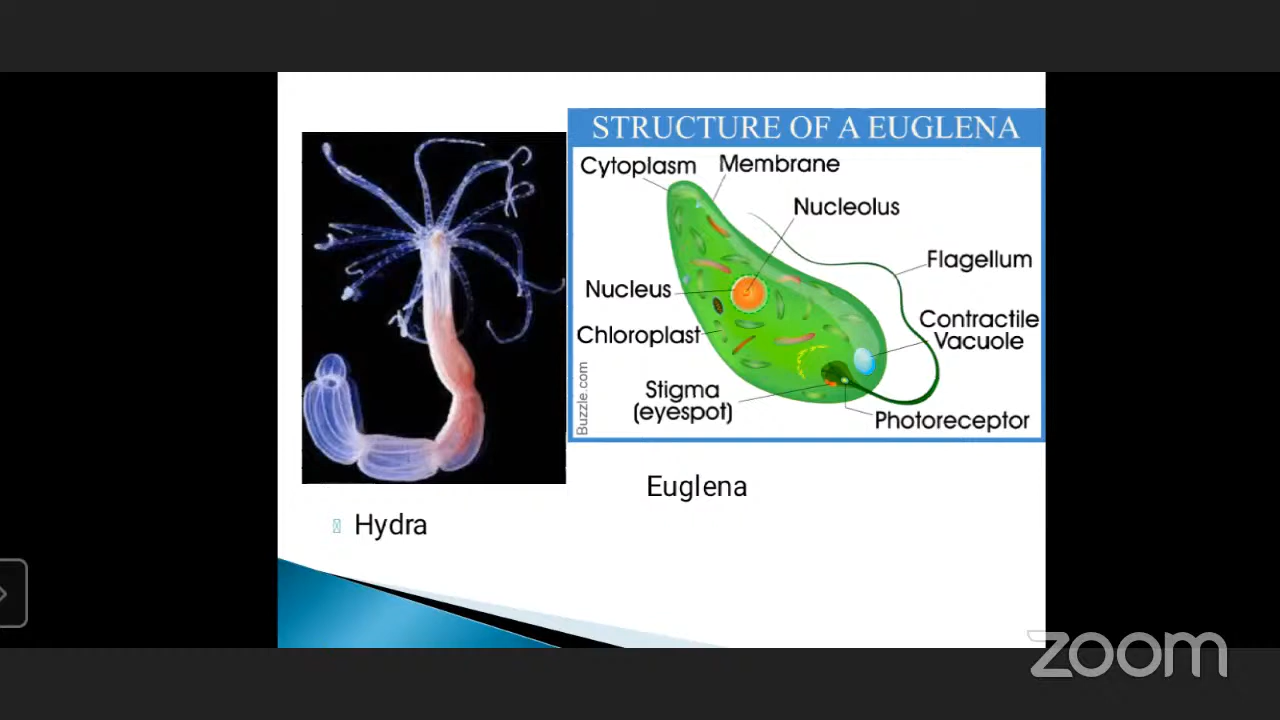 STRUCTURE OF A EUGLENA
Cytoplasm
Membrane
Nucleolus
Flagellum
Nucleus
Contractile
Vacuole
Chloroplast
Stigma
(eyespot)
Photoreceptor
Buzzle.com
Euglena
Hydra
zoom